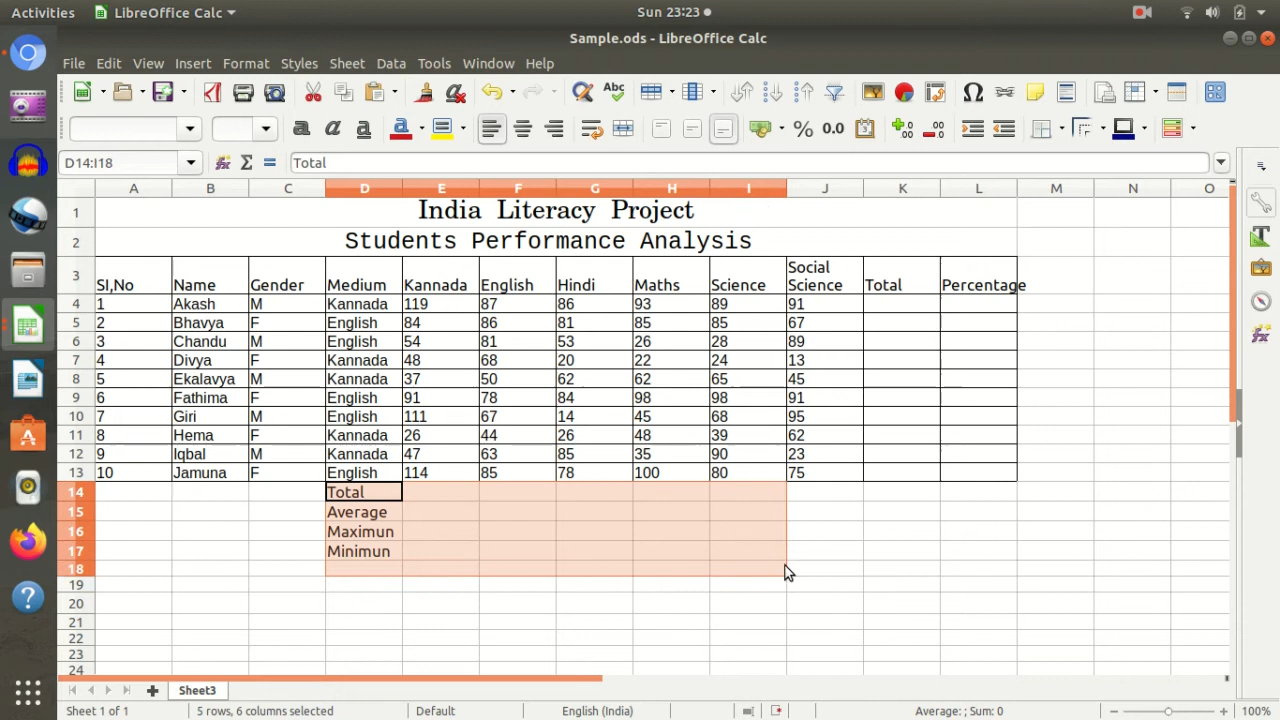 Activities LibreOffice Calc Sun 23:23
Sample.ods - LibreOffice Calc
File Edit View Insert Format Styles Sheet Data Tools Window Help
D14:I18 Total
A B C D E F G H I J K L M N O
1 India Literacy Project
2 Students Performance Analysis
3 SI,No Name Gender Medium Kannada English Hindi Maths Science Social Science Total Percentage
4 1 Akash M Kannada 119 87 86 93 89 91
5 2 Bhavya F English 84 86 81 85 85 67
6 3 Chandu M English 54 81 53 26 28 89
7 4 Divya F Kannada 48 68 20 22 24 13
8 5 Ekalavya M Kannada 37 50 62 62 65 45
9 6 Fathima F English 91 78 84 98 98 91
10 7 Giri M English 111 67 14 45 68 95
11 8 Hema F Kannada 26 44 26 48 39 62
12 9 Iqbal M Kannada 47 63 85 35 90 23
13 10 Jamuna F English 114 85 78 100 80 75
14 Total
15 Average
16 Maximun
17 Minimun
18
19
20
21
22
23
24
Sheet3
Sheet 1 of 1 5 rows, 6 columns selected Default English (India) Average: ; Sum: 0 100%